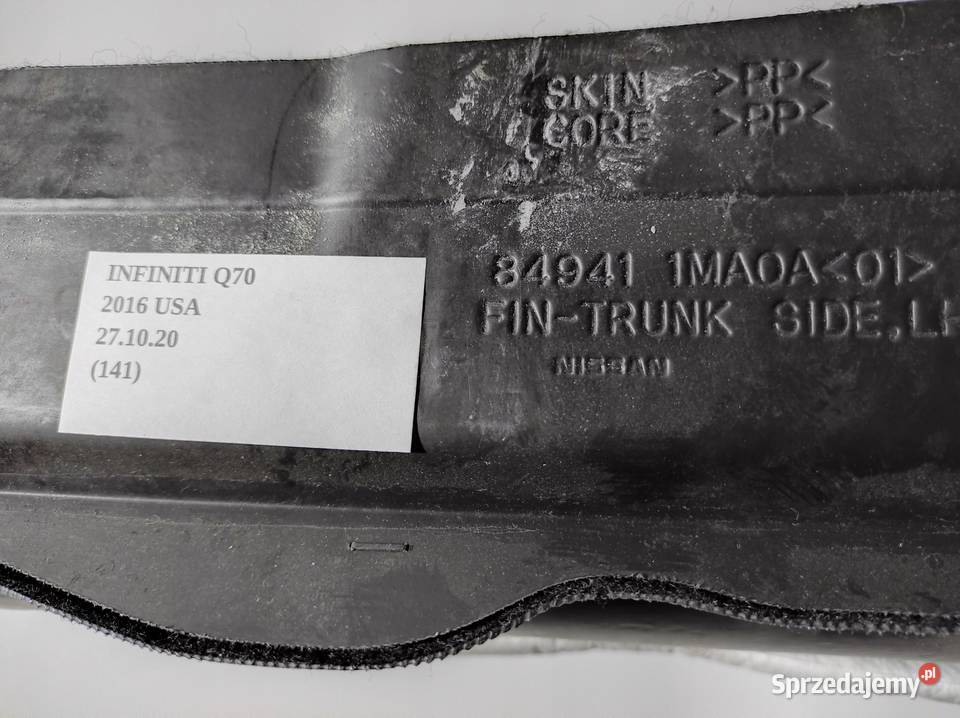 SKIN >PP<
CORE >PP<
84941 1MA0A<01>
FIN-TRUNK SIDE,LH
NISSAN
INFINITI Q70
2016 USA
27.10.20
(141)
Sprzedajemy.pl